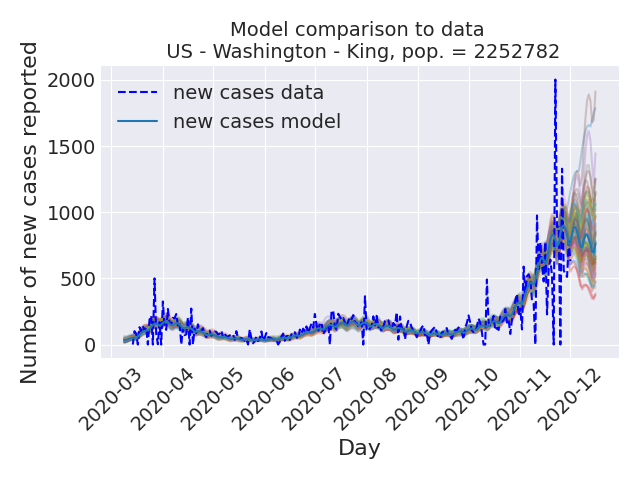 Model comparison to data
US - Washington - King, pop. = 2252782
Number of new cases reported
2000
1500
1000
500
0
new cases data
new cases model
2020-03
2020-04
2020-05
2020-06
2020-07
2020-08
2020-09
2020-10
2020-11
2020-12
Day